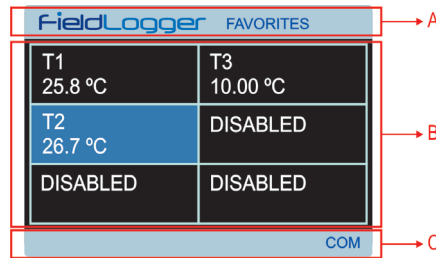 FieldLogger FAVORITES
A
T1
25.8 ºC
T3
10.00 ºC
T2
26.7 ºC
DISABLED
B
DISABLED
DISABLED
COM
C